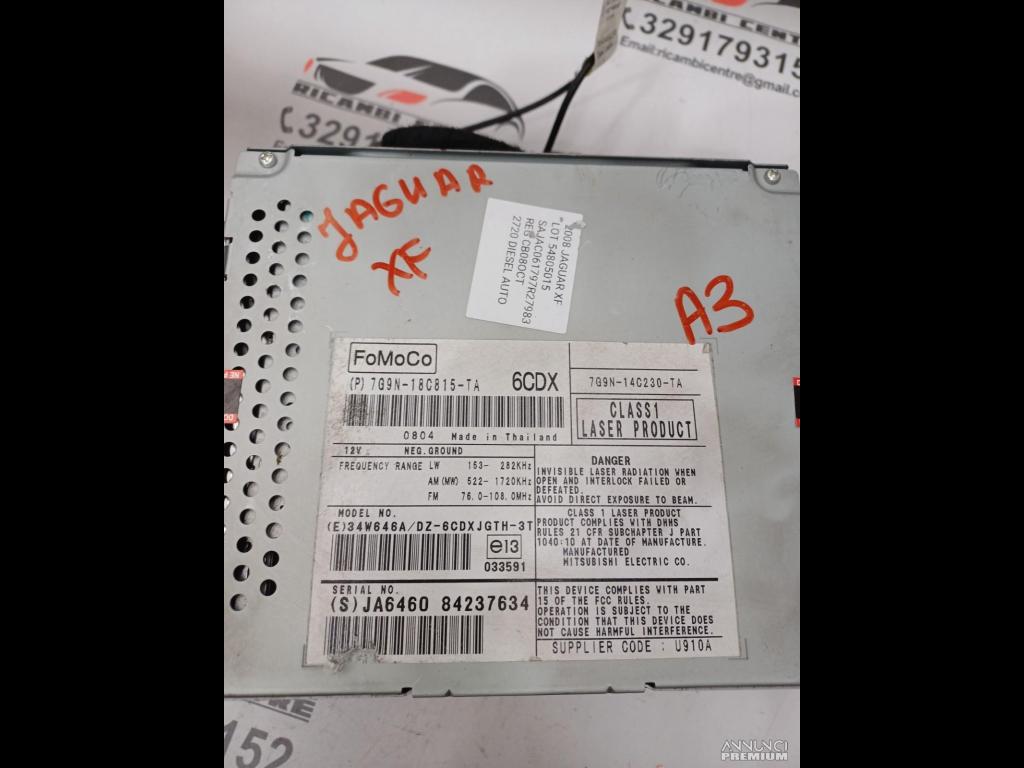 RICAMBI CENTRE
329179315
Email:ricambicentre@gmail.co
RICAMBI
JAGUAR
XF
* 2008 JAGUAR XF
LOT 54805015
SAJAC061797R27983
REG CB08OCT
2720 DIESEL AUTO
A3
FoMoCo
(P) 7G9N-18C815-TA 6CDX
7G9N-14C230-TA
0804 Made in Thailand
CLASS1
LASER PRODUCT
12V NEG.GROUND
FREQUENCY RANGE LW 153- 282KHz
AM (MW) 522-1720KHz
FM 76.0-108.0MHz
DANGER
INVISIBLE LASER RADIATION WHEN
OPEN AND INTERLOCK FAILED OR
DEFEATED.
AVOID DIRECT EXPOSURE TO BEAM.
MODEL NO.
(E)34W646A/DZ-6CDXJGTH-3T
e13
033591
CLASS 1 LASER PRODUCT
PRODUCT COMPLIES WITH DHHS
RULES 21 CFR SUBCHAPTER J PART
1040:10 AT DATE OF MANUFACTURE.
MANUFACTURED
MITSUBISHI ELECTRIC CO.
SERIAL NO.
(S)JA6460 84237634
THIS DEVICE COMPLIES WITH PART
15 OF THE FCC RULES.
OPERATION IS SUBJECT TO THE
CONDITION THAT THIS DEVICE DOES
NOT CAUSE HARMFUL INTERFERENCE.
SUPPLIER CODE : U910A
152
ANNUNCI
PREMIUM